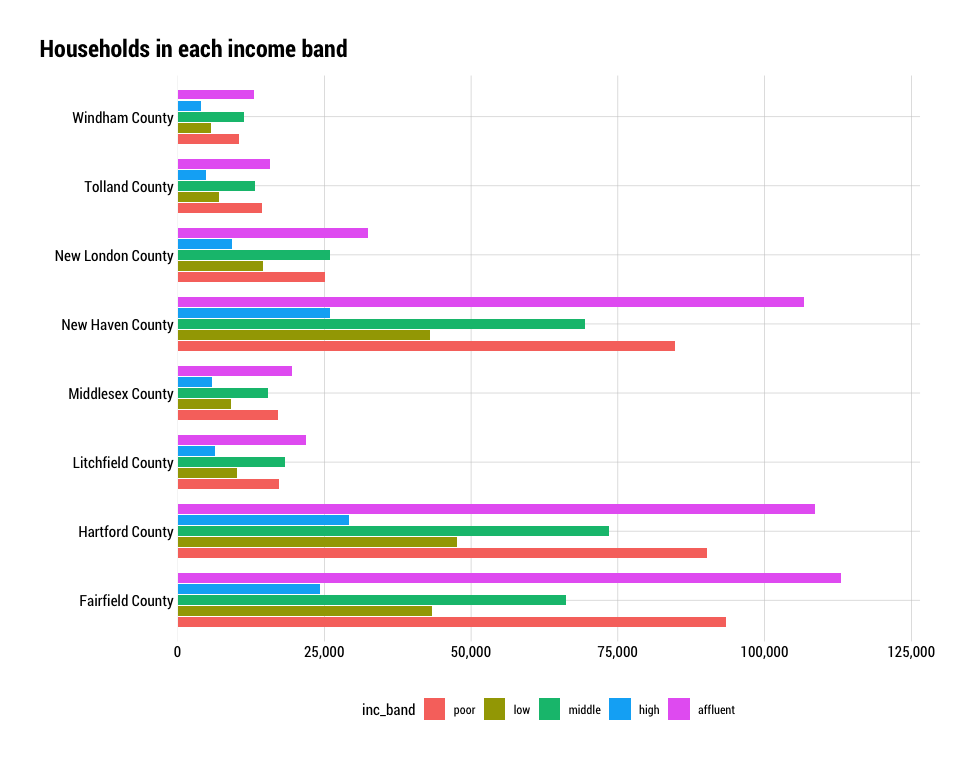 Households in each income band
Windham County
Tolland County
New London County
New Haven County
Middlesex County
Litchfield County
Hartford County
Fairfield County
0 25,000 50,000 75,000 100,000 125,000
inc_band poor low middle high affluent